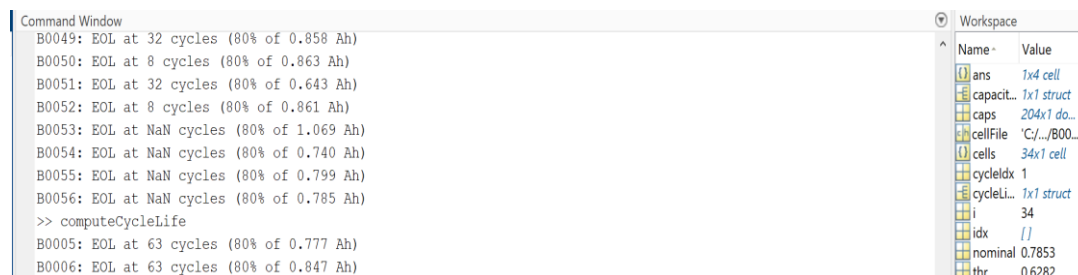 Command Window
B0049: EOL at 32 cycles (80% of 0.858 Ah)
B0050: EOL at 8 cycles (80% of 0.863 Ah)
B0051: EOL at 32 cycles (80% of 0.643 Ah)
B0052: EOL at 8 cycles (80% of 0.861 Ah)
B0053: EOL at NaN cycles (80% of 1.069 Ah)
B0054: EOL at NaN cycles (80% of 0.740 Ah)
B0055: EOL at NaN cycles (80% of 0.799 Ah)
B0056: EOL at NaN cycles (80% of 0.785 Ah)
>> computeCycleLife
B0005: EOL at 63 cycles (80% of 0.777 Ah)
B0006: EOL at 63 cycles (80% of 0.847 Ah)
Workspace
Name Value
ans 1x4 cell
capacit... 1x1 struct
caps 204x1 do...
cellFile 'C:/.../B00...
cells 34x1 cell
cycleIdx 1
cycleLi... 1x1 struct
i 34
idx []
nominal 0.7853
thr 0.6282